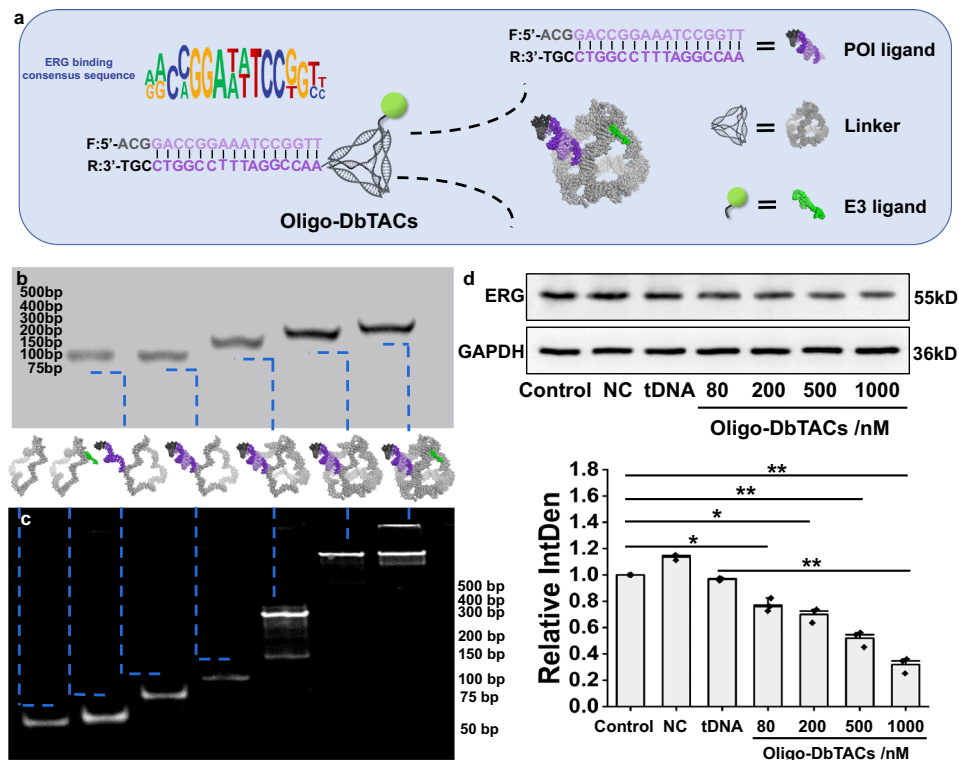 a
ERG binding
consensus sequence
F:5'-ACGGACCGGAAATCCGGTT
R:3'-TGCCTGGCCTTTAGGCCAA
Oligo-DbTACs
F:5'-ACGGACCGGAAATCCGGTT
R:3'-TGCCTGGCCTTTAGGCCAA
= POI ligand
= Linker
= E3 ligand
b
500bp
400bp
300bp
200bp
150bp
100bp
75bp
c
500 bp
400 bp
300 bp
200 bp
150 bp
100 bp
75 bp
50 bp
d
ERG 55kD
GAPDH 36kD
Control NC tDNA 80 200 500 1000
Oligo-DbTACs /nM
**
**
*
*
**
Relative IntDen
1.4
1.2
1.0
0.8
0.6
0.4
0.2
0.0
Control NC tDNA 80 200 500 1000
Oligo-DbTACs /nM